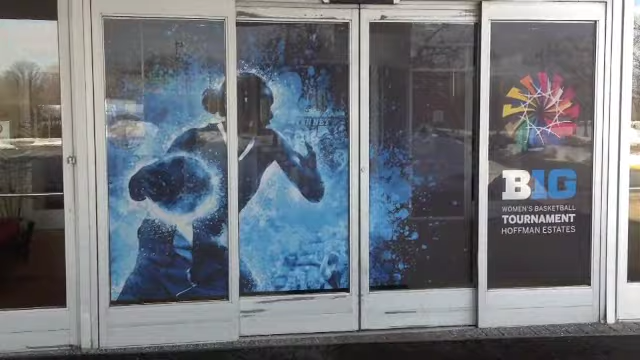 B1G
WOMEN'S BASKETBALL
TOURNAMENT
HOFFMAN ESTATES